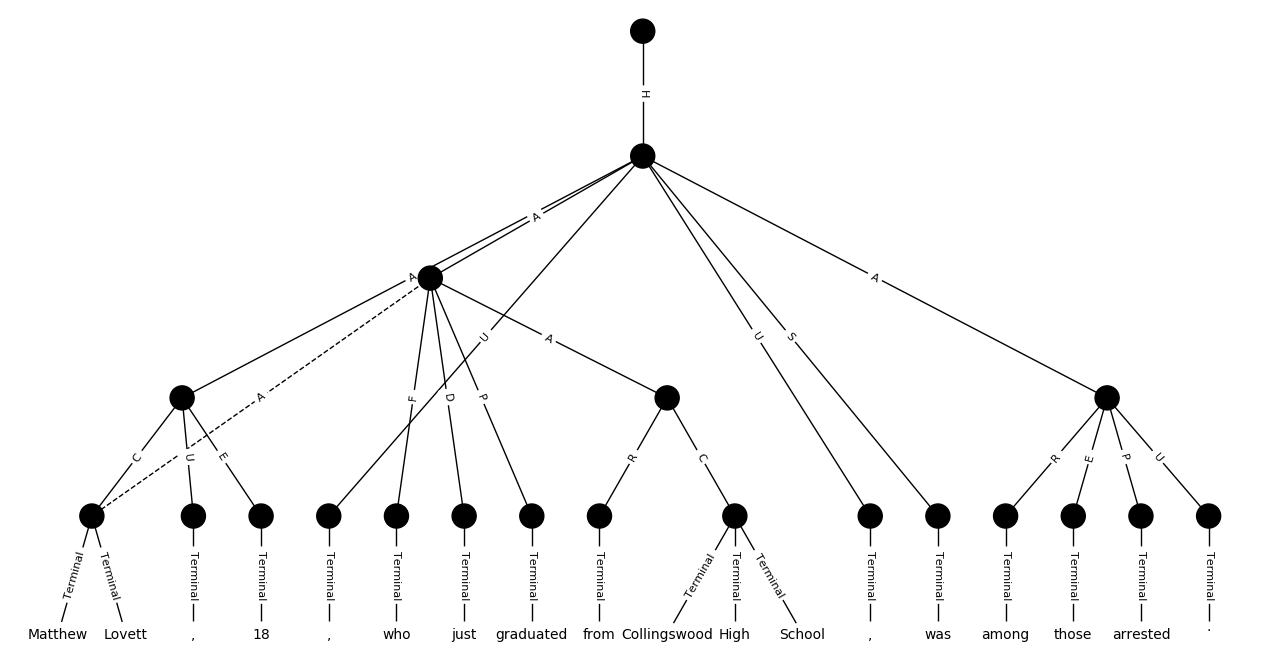 H
A
A
A
U
A
U
S
A
F
D
P
C
U
E
R
C
R
E
P
U
Terminal Terminal Terminal Terminal Terminal Terminal Terminal Terminal Terminal Terminal Terminal Terminal Terminal Terminal Terminal Terminal Terminal Terminal
Matthew Lovett , 18 , who just graduated from Collingswood High School , was among those arrested .